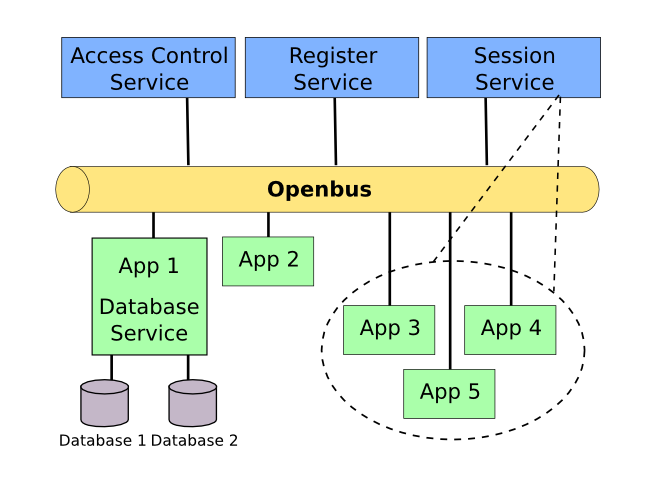 Access Control
Service
Register
Service
Session
Service
Openbus
App 1
Database
Service
App 2
App 3
App 4
App 5
Database 1
Database 2